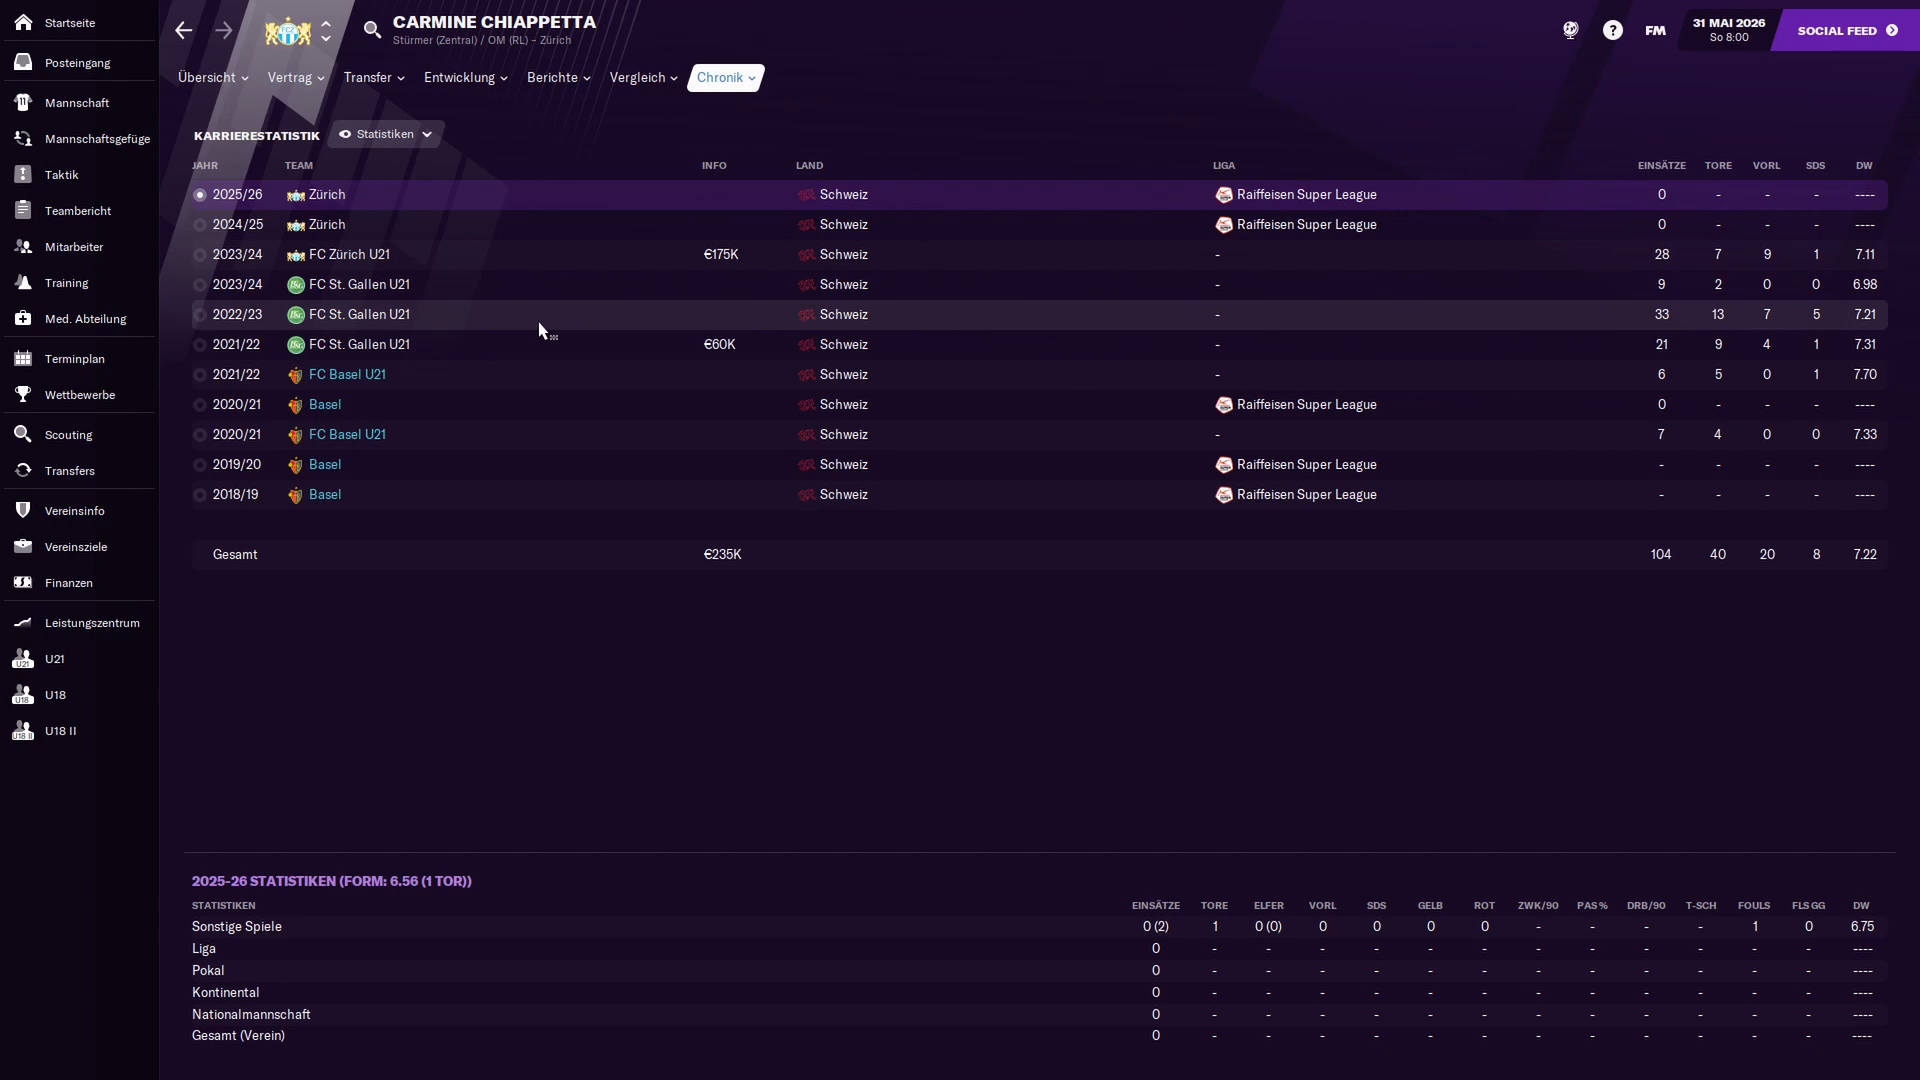 Startseite
Posteingang
Mannschaft
Mannschaftsgefüge
Taktik
Teambericht
Mitarbeiter
Training
Med. Abteilung
Terminplan
Wettbewerbe
Scouting
Transfers
Vereinsinfo
Vereinsziele
Finanzen
Leistungszentrum
U21
U18
U18 II
CARMINE CHIAPPETTA
Stürmer (Zentral) / OM (RL) – Zürich
FM
31 MAI 2026
So 8:00
SOCIAL FEED
Übersicht Vertrag Transfer Entwicklung Berichte Vergleich Chronik
KARRIERESTATISTIK Statistiken
JAHR TEAM INFO LAND LIGA EINSÄTZE TORE VORL SDS DW
2025/26 Zürich Schweiz Raiffeisen Super League 0 - - - ----
2024/25 Zürich Schweiz Raiffeisen Super League 0 - - - ----
2023/24 FC Zürich U21 €175K Schweiz - 28 7 9 1 7.11
2023/24 FC St. Gallen U21 Schweiz - 9 2 0 0 6.98
2022/23 FC St. Gallen U21 Schweiz - 33 13 7 5 7.21
2021/22 FC St. Gallen U21 €60K Schweiz - 21 9 4 1 7.31
2021/22 FC Basel U21 Schweiz - 6 5 0 1 7.70
2020/21 Basel Schweiz Raiffeisen Super League 0 - - - ----
2020/21 FC Basel U21 Schweiz - 7 4 0 0 7.33
2019/20 Basel Schweiz Raiffeisen Super League - - - - ----
2018/19 Basel Schweiz Raiffeisen Super League - - - - ----
Gesamt €235K 104 40 20 8 7.22
2025-26 STATISTIKEN (FORM: 6.56 (1 TOR))
STATISTIKEN EINSÄTZE TORE ELFER VORL SDS GELB ROT ZWK/90 PAS % DRB/90 T-SCH FOULS FLS GG DW
Sonstige Spiele 0 (2) 1 0 (0) 0 0 0 0 - - - - 1 0 6.75
Liga 0 - - - - - - - - - - - - ----
Pokal 0 - - - - - - - - - - - - ----
Kontinental 0 - - - - - - - - - - - - ----
Nationalmannschaft 0 - - - - - - - - - - - - ----
Gesamt (Verein) 0 - - - - - - - - - - - - ----